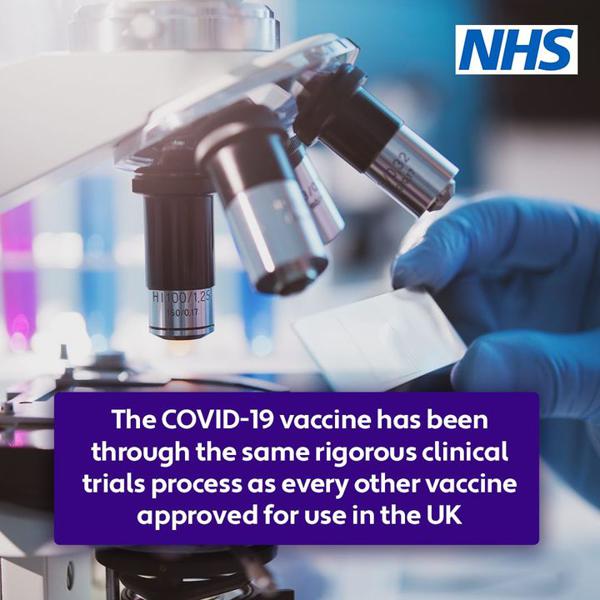 NHS
HI 100/1,25
160/0,17
The COVID-19 vaccine has been
through the same rigorous clinical
trials process as every other vaccine
approved for use in the UK